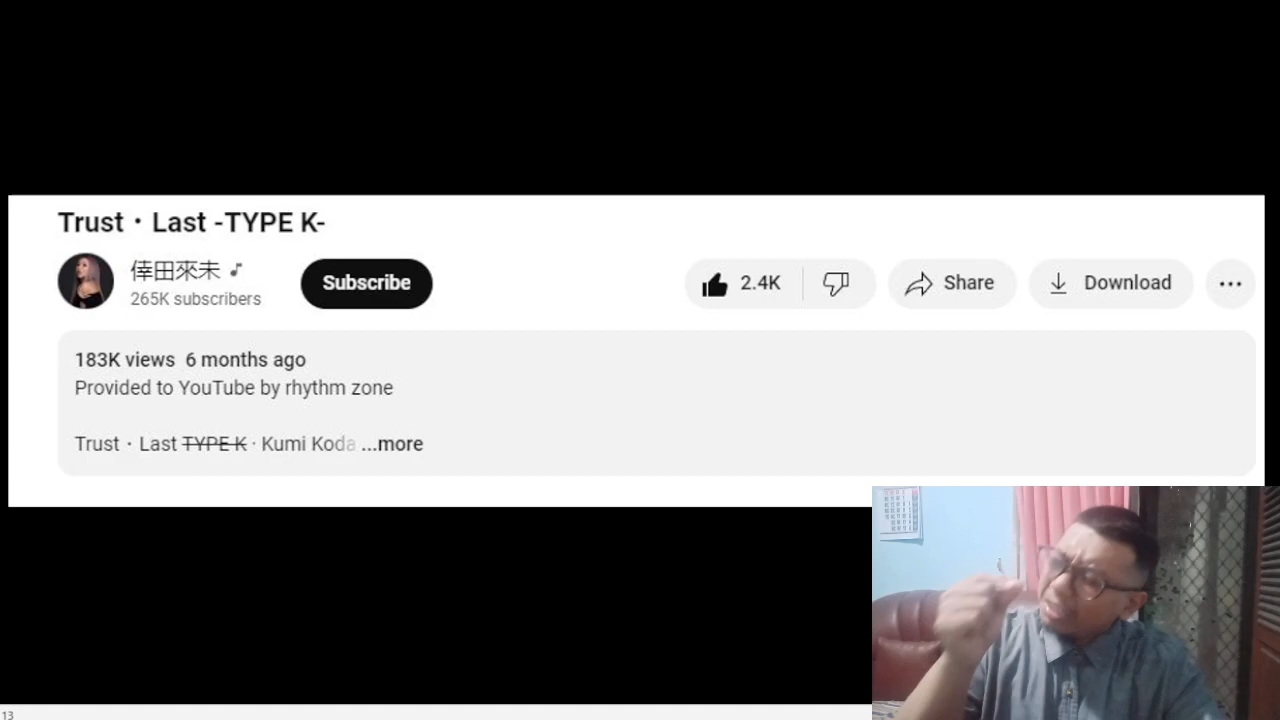 Trust・Last -TYPE K-
倖田來未
265K subscribers
Subscribe
2.4K
Share
Download
183K views 6 months ago
Provided to YouTube by rhythm zone
Trust・Last TYPE K · Kumi Koda ...more
13